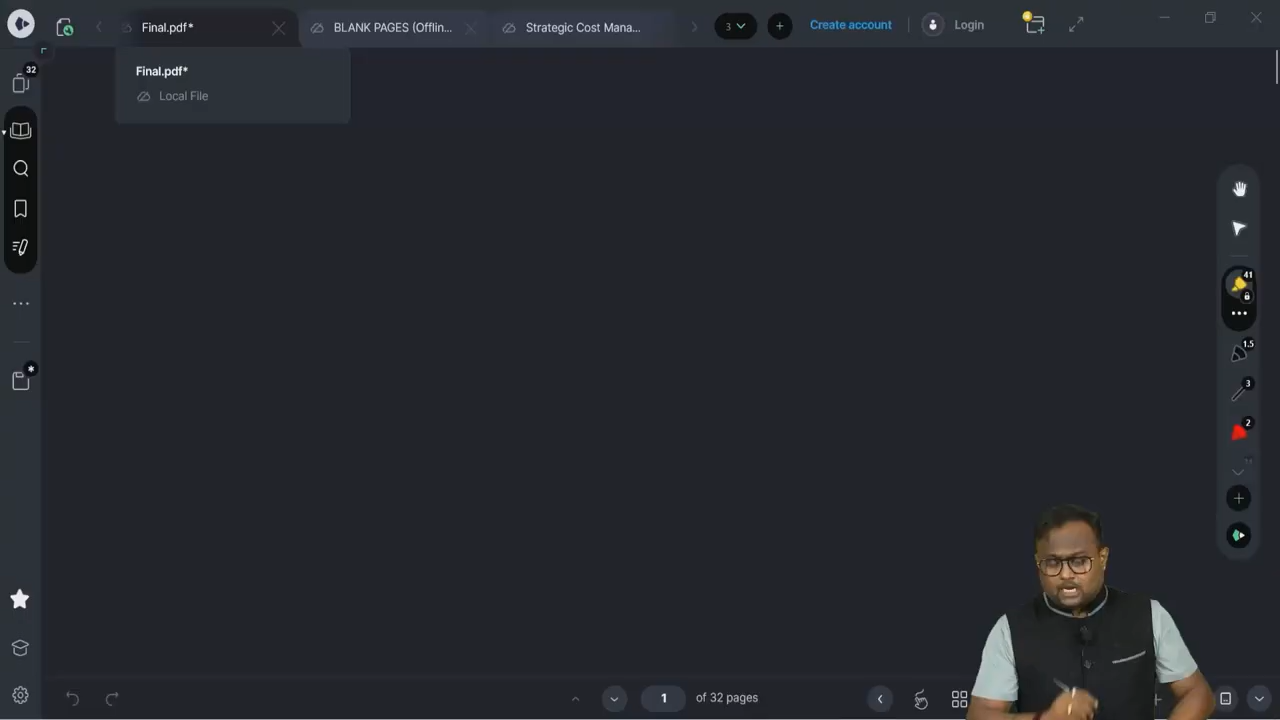 Final.pdf*
BLANK PAGES (Offlin...
Strategic Cost Mana...
3
Create account
Login
32
Final.pdf*
Local File
41
1.5
3
2
1
of 32 pages